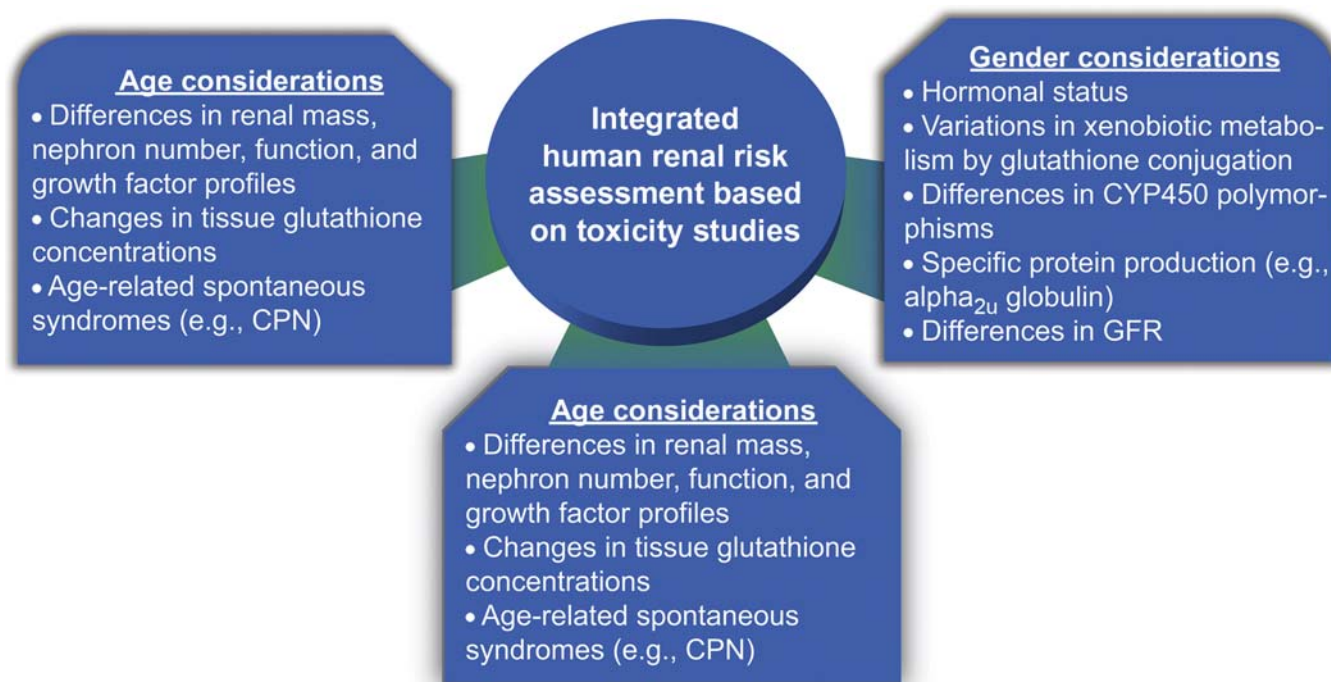 Age considerations
• Differences in renal mass,
nephron number, function, and
growth factor profiles
• Changes in tissue glutathione
concentrations
• Age-related spontaneous
syndromes (e.g., CPN)
Integrated
human renal risk
assessment based
on toxicity studies
Gender considerations
• Hormonal status
• Variations in xenobiotic metabo-
lism by glutathione conjugation
• Differences in CYP450 polymor-
phisms
• Specific protein production (e.g.,
alpha₂ᵤ globulin)
• Differences in GFR
Age considerations
• Differences in renal mass,
nephron number, function, and
growth factor profiles
• Changes in tissue glutathione
concentrations
• Age-related spontaneous
syndromes (e.g., CPN)